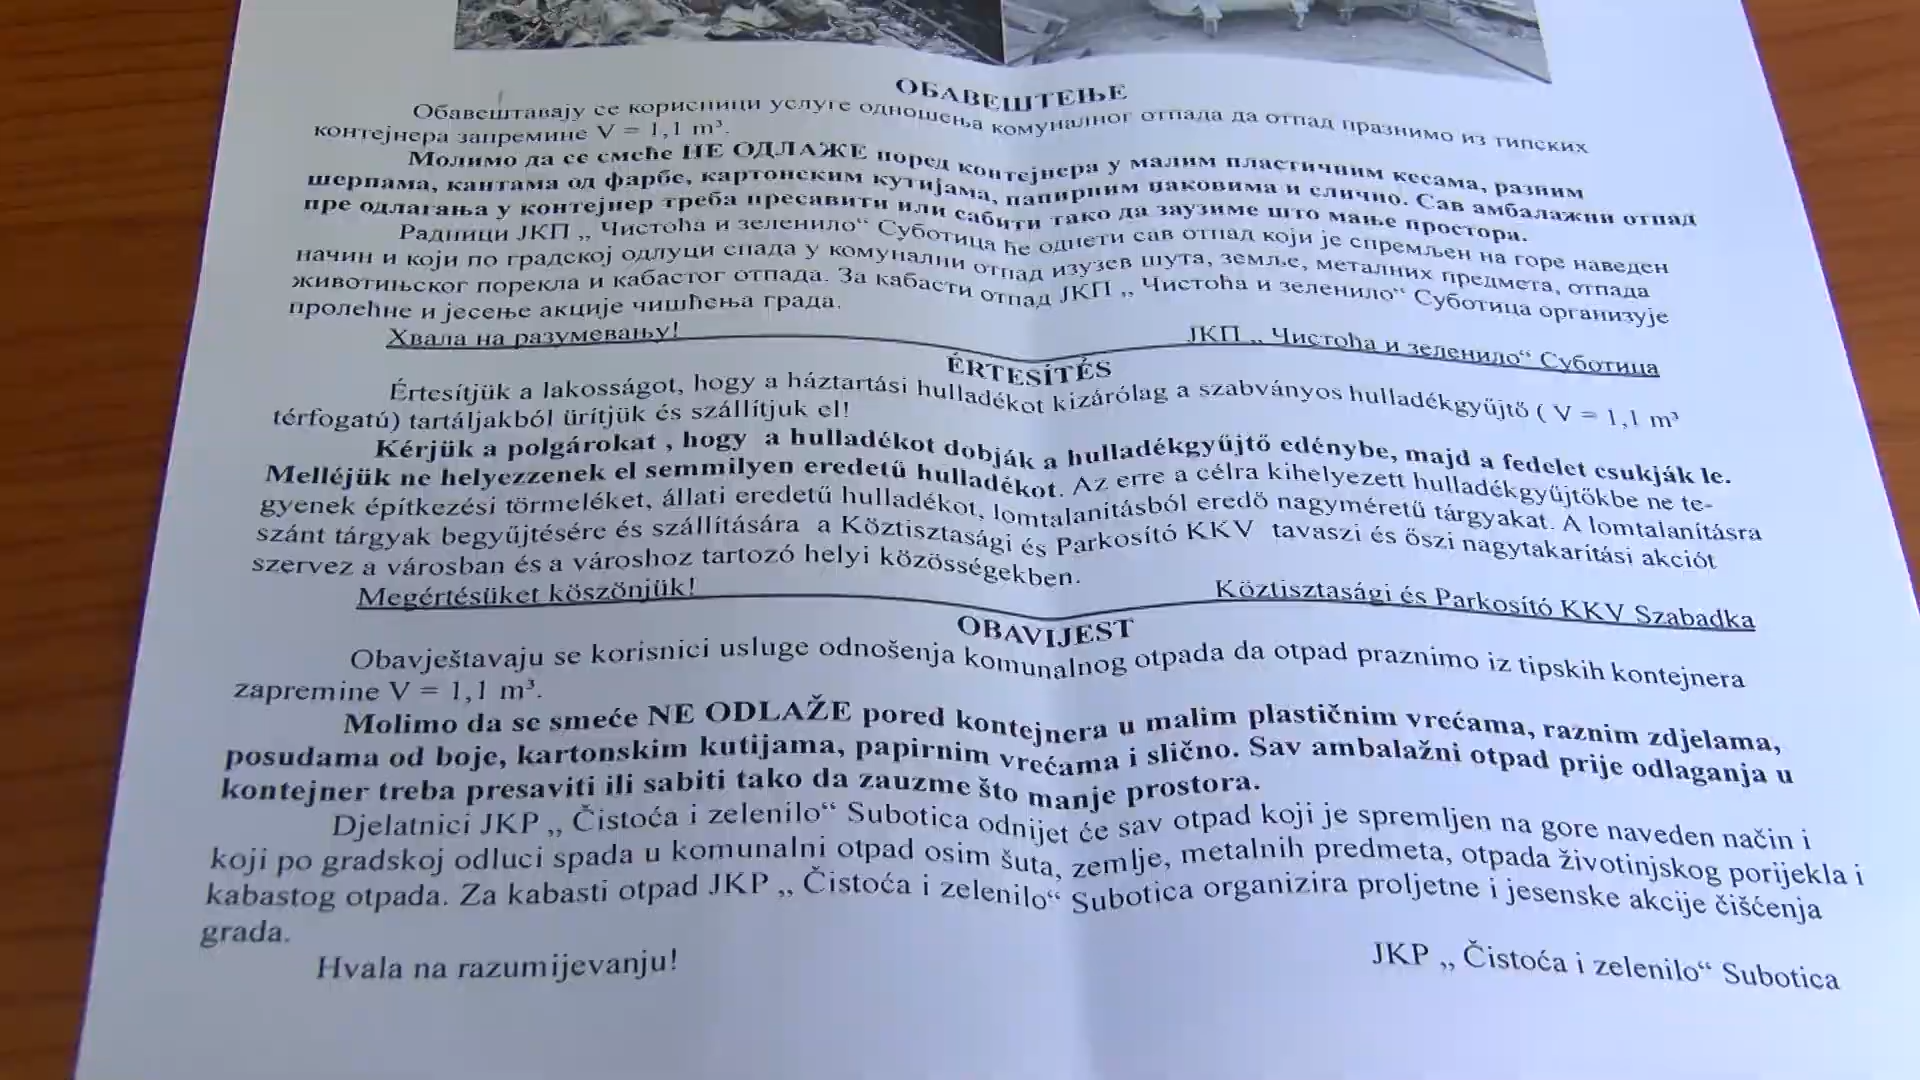 ОБАВЕШТЕЊЕ
Обавештавају се корисници услуге одношења комуналног отпада да отпад празнимо из типских
контејнера запремине V = 1,1 m³.
Молимо да се смеће НЕ ОДЛАЖЕ поред контејнера у малим пластичним кесама, разним
шерпама, кантама од фарбе, картонским кутијама, папирним џаковима и слично. Сав амбалажни отпад
пре одлагања у контејнер треба пресавити или сабити тако да заузиме што мање простора.
Радници ЈКП „ Чистоћа и зеленило“ Суботица ће однети сав отпад који је спремљен на горе наведен
начин и који по градској одлуци спада у комунални отпад изузев шута, земље, металних предмета, отпада
животињског порекла и кабастог отпада. За кабасти отпад ЈКП „ Чистоћа и зеленило“ Суботица организује
пролећне и јесење акције чишћења града.
Хвала на разумевању! ЈКП „ Чистоћа и зеленило“ Суботица
ÉRTESÍTÉS
Értesítjük a lakosságot, hogy a háztartási hulladékot kizárólag a szabványos hulladékgyűjtő ( V = 1,1 m³
térfogatú) tartáljakból ürítjük és szállítjuk el!
Kérjük a polgárokat , hogy a hulladékot dobják a hulladékgyűjtő edénybe, majd a fedelet csukják le.
Melléjük ne helyezzenek el semmilyen eredetű hulladékot. Az erre a célra kihelyezett hulladékgyűjtőkbe ne te-
gyenek építkezési törmeléket, állati eredetű hulladékot, lomtalanításból eredő nagyméretű tárgyakat. A lomtalanításra
szánt tárgyak begyűjtésére és szállítására a Köztisztasági és Parkosító KKV tavaszi és őszi nagytakarítási akciót
szervez a városban és a városhoz tartozó helyi közösségekben.
Megértésüket köszönjük! Köztisztasági és Parkosító KKV Szabadka
OBAVIJEST
Obavještavaju se korisnici usluge odnošenja komunalnog otpada da otpad praznimo iz tipskih kontejnera
zapremine V = 1,1 m³.
Molimo da se smeće NE ODLAŽE pored kontejnera u malim plastičnim vrećama, raznim zdjelama,
posudama od boje, kartonskim kutijama, papirnim vrećama i slično. Sav ambalažni otpad prije odlaganja u
kontejner treba presaviti ili sabiti tako da zauzme što manje prostora.
Djelatnici JKP „ Čistoća i zelenilo“ Subotica odnijet će sav otpad koji je spremljen na gore naveden način i
koji po gradskoj odluci spada u komunalni otpad osim šuta, zemlje, metalnih predmeta, otpada životinjskog porijekla i
kabastog otpada. Za kabasti otpad JKP „ Čistoća i zelenilo“ Subotica organizira proljetne i jesenske akcije čišćenja
grada.
Hvala na razumijevanju! JKP „ Čistoća i zelenilo“ Subotica